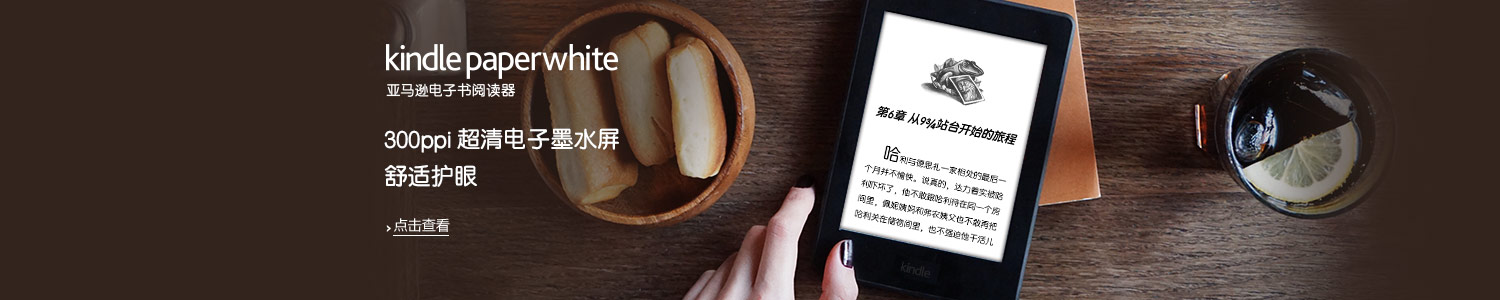 kindle paperwhite
亚马逊电子书阅读器
300ppi 超清电子墨水屏
舒适护眼
›点击查看
第6章 从9¾站台开始的旅程
哈利与德思礼一家相处的最后一
个月并不愉快。说真的，达力着实被哈
利吓坏了，他不敢跟哈利待在同一个房
间里，佩妮姨妈和弗农姨父也不敢再把
哈利关在储物间里，也不强迫他干活儿
kindle